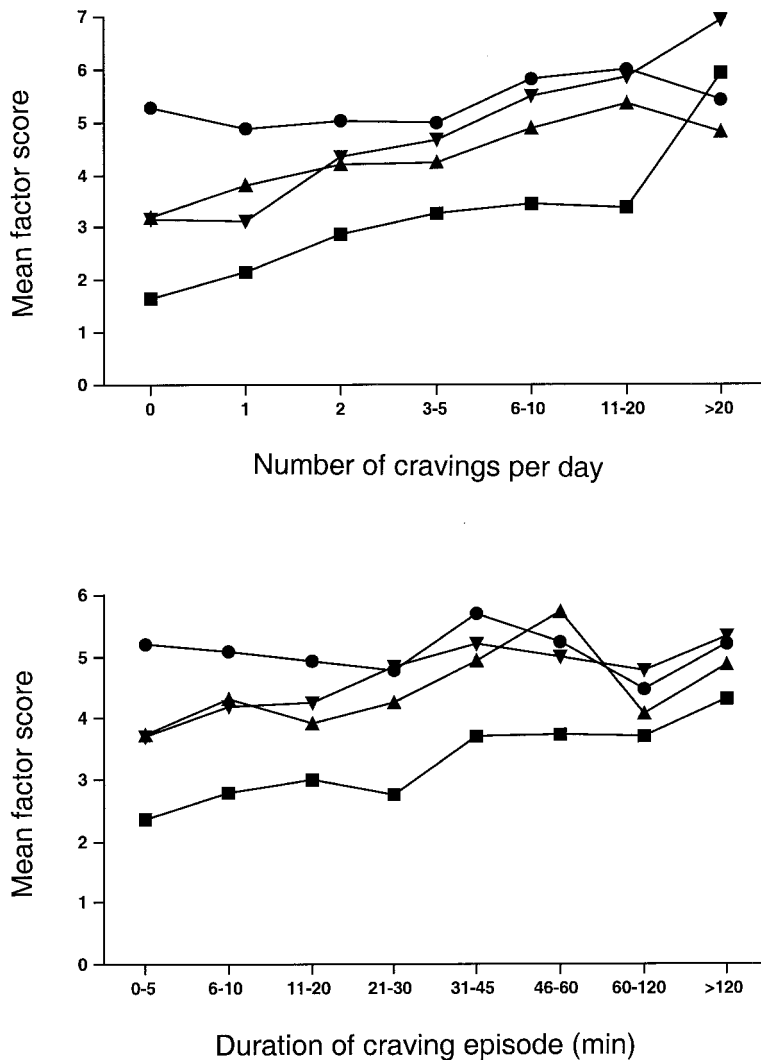 Mean factor score
7
6
5
4
3
2
1
0
0 1 2 3-5 6-10 11-20 >20
Number of cravings per day
Mean factor score
6
5
4
3
2
1
0
0-5 6-10 11-20 21-30 31-45 46-60 60-120 >120
Duration of craving episode (min)